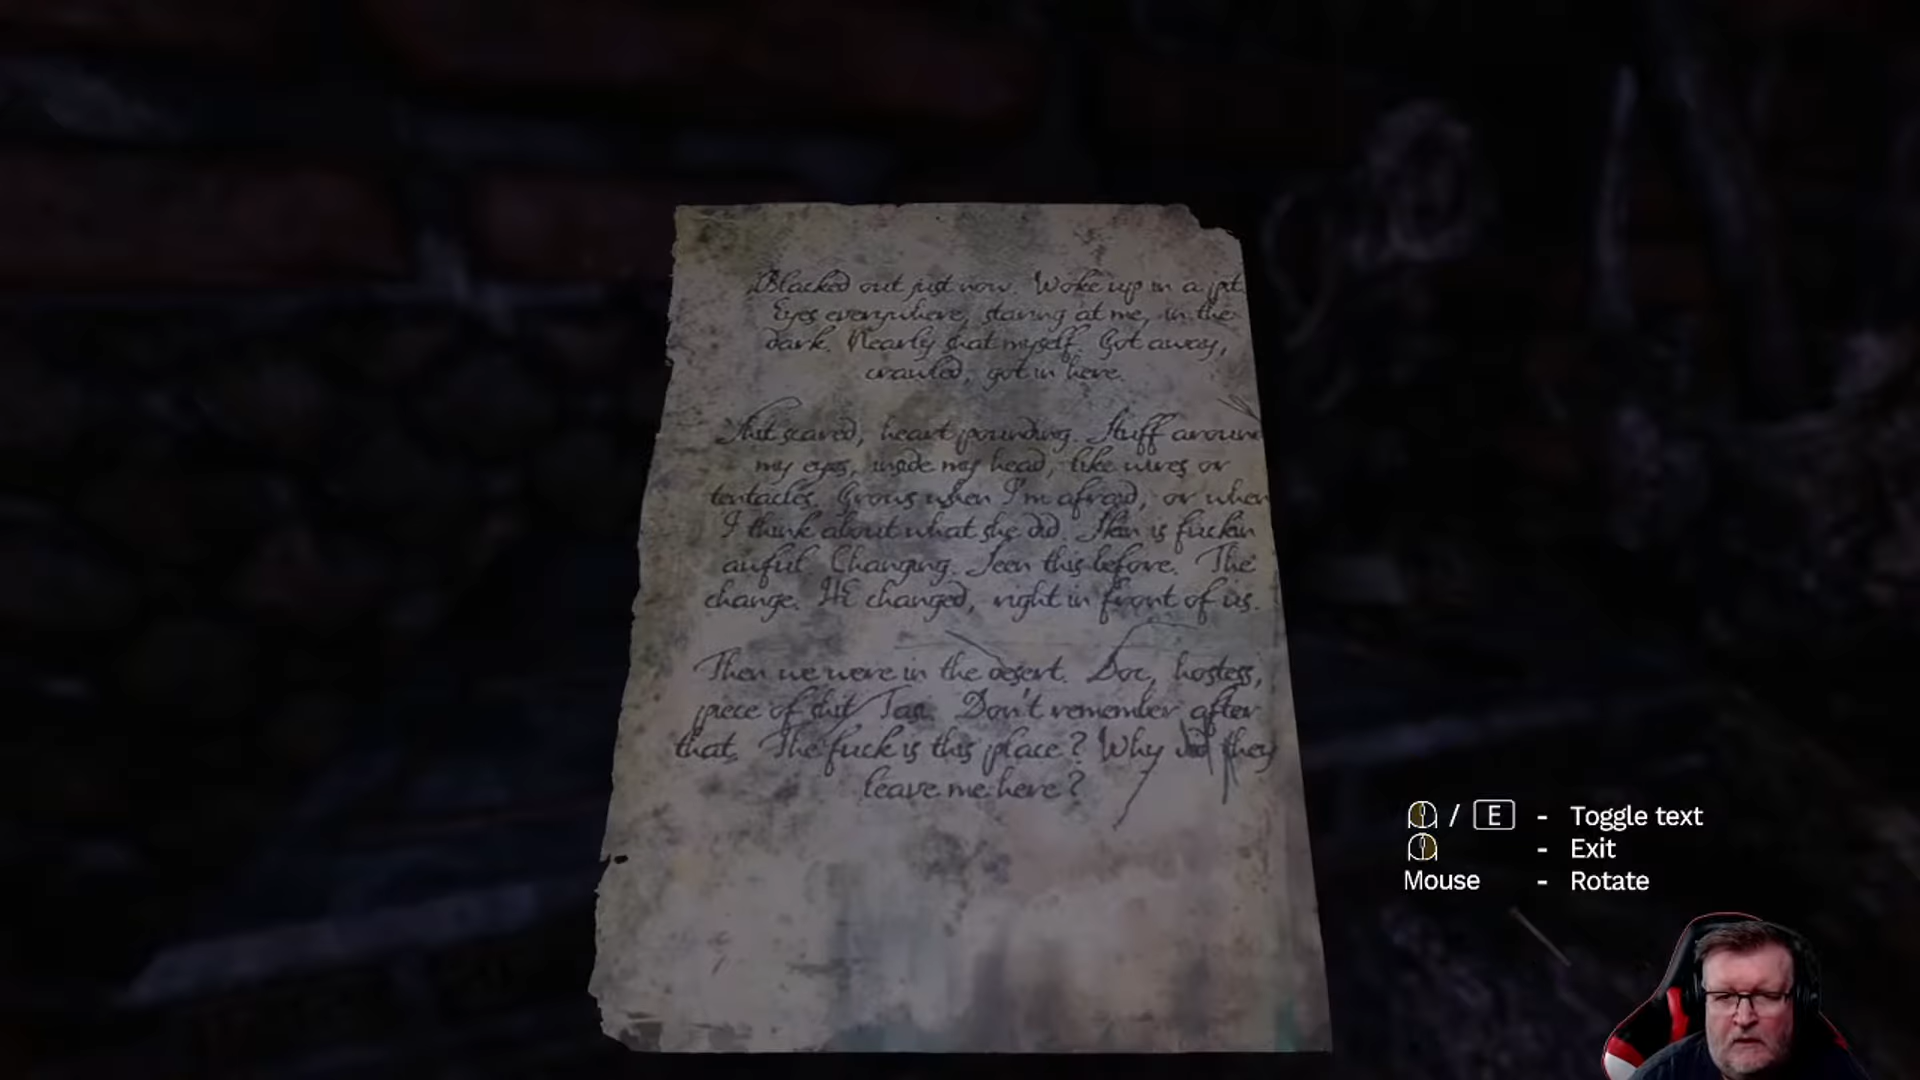 Blacked out just now. Woke up in a pit.
Eyes everywhere, staring at me, in the
dark. Nearly shat myself. Got away,
crawled, got in here.
Shit scared, heart pounding. Stuff around
my eyes, inside my head, like wires or
tentacles. Grows when I'm afraid, or when
I think about what she did. Skin is fuckin
awful. Changing. Seen this before. The
change. He changed, right in front of us.
Then we were in the desert. Doc, hostess,
piece of shit Tasi. Don't remember after
that. The fuck is this place? Why did they
leave me here?
/ E - Toggle text
- Exit
Mouse - Rotate